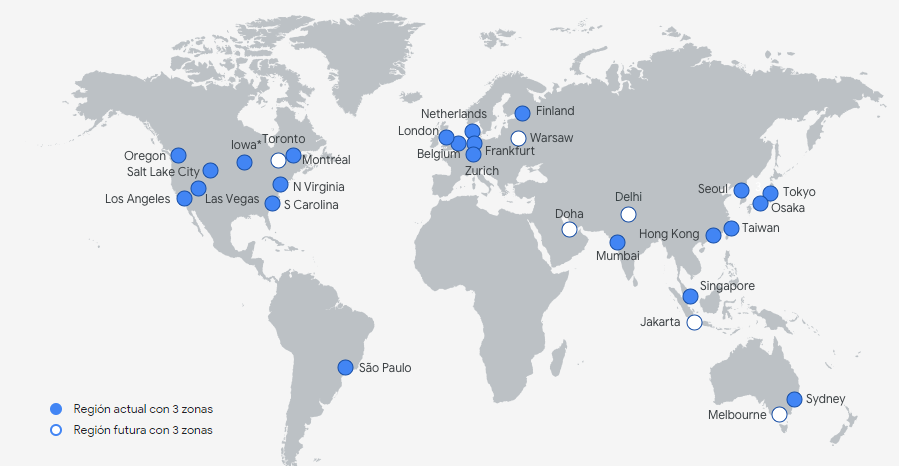 Netherlands
Finland
London
Warsaw
Iowa*
Toronto
Oregon
Belgium
Frankfurt
Montréal
Salt Lake City
Zurich
N Virginia
Seoul
Tokyo
Los Angeles
Las Vegas
Delhi
S Carolina
Osaka
Doha
Hong Kong
Taiwan
Mumbai
Singapore
Jakarta
São Paulo
Sydney
Región actual con 3 zonas
Melbourne
Región futura con 3 zonas